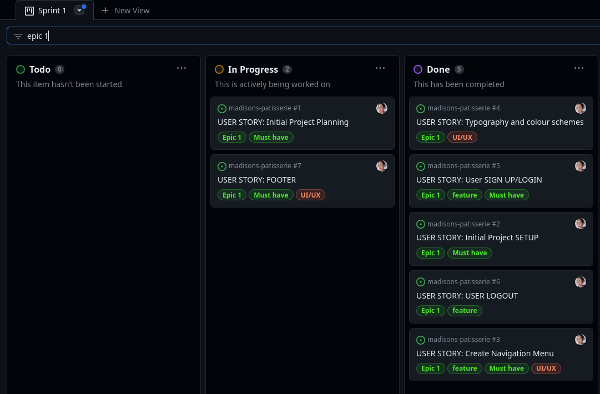 Sprint 1
New View
epic 1
Todo 0
This item hasn't been started
In Progress 2
This is actively being worked on
madisons-patisserie #1
USER STORY: Initial Project Planning
Epic 1 Must have
madisons-patisserie #7
USER STORY: FOOTER
Epic 1 Must have UI/UX
Done 5
This has been completed
madisons-patisserie #4
USER STORY: Typography and colour schemes
Epic 1 UI/UX
madisons-patisserie #5
USER STORY: User SIGN UP/LOGIN
Epic 1 feature Must have
madisons-patisserie #2
USER STORY: Initial Project SETUP
Epic 1 Must have
madisons-patisserie #6
USER STORY: USER LOGOUT
Epic 1 feature
madisons-patisserie #3
USER STORY: Create Navigation Menu
Epic 1 feature Must have UI/UX